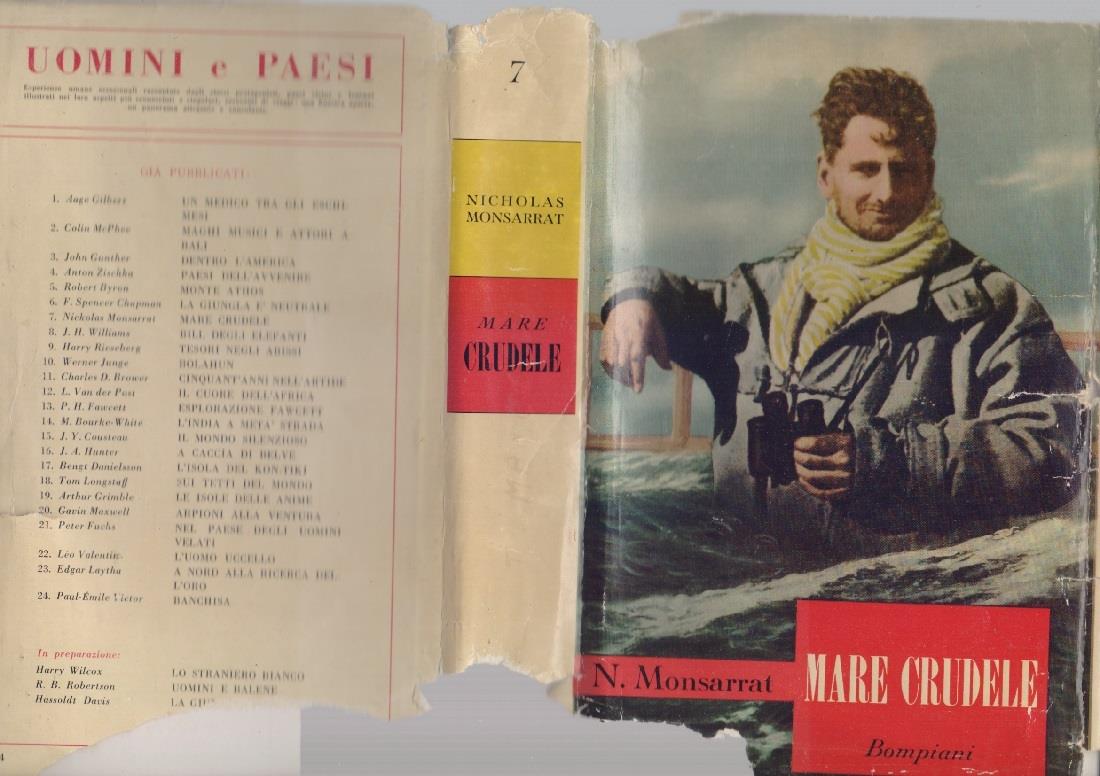 UOMINI e PAESI
GIÀ PUBBLICATI:
1. Aage Gilberg UN MEDICO TRA GLI ESCHI-
MESI
2. Colin McPhee MAGHI MUSICI E ATTORI A
BALI
3. John Gunther DENTRO L'AMERICA
4. Anton Zischka PAESI DELL'AVVENIRE
5. Robert Byron MONTE ATHOS
6. F. Spencer Chapman LA GIUNGLA E' NEUTRALE
7. Nickolas Monsarrat MARE CRUDELE
8. J. H. Williams BILL DEGLI ELEFANTI
9. Harry Rieseberg TESORI NEGLI ABISSI
10. Werner Junge BOLAHUN
11. Charles D. Brower CINQUANT'ANNI NELL'ARTIDE
12. L. Van der Post IL CUORE DELL'AFRICA
13. P. H. Fawcett ESPLORAZIONE FAWCETT
14. M. Bourke-White L'INDIA A META' STRADA
15. J. Y. Cousteau IL MONDO SILENZIOSO
16. J. A. Hunter A CACCIA DI BELVE
17. Bengt Danielsson L'ISOLA DEL KON-TIKI
18. Tom Longstaff SUI TETTI DEL MONDO
19. Arthur Grimble LE ISOLE DELLE ANIME
20. Gavin Maxwell ARPIONI ALLA VENTURA
21. Peter Fuchs NEL PAESE DEGLI UOMINI
VELATI
22. Léo Valentin L'UOMO UCCELLO
23. Edgar Laytha A NORD ALLA RICERCA DEL-
L'ORO
24. Paul-Émile Victor BANCHISA
In preparazione:
Harry Wilcox LO STRANIERO BIANCO
R. B. Robertson UOMINI E BALENE
Hassoldt Davis LA
7
NICHOLAS
MONSARRAT
MARE
CRUDELE
N. Monsarrat
MARE CRUDELE
Bompiani